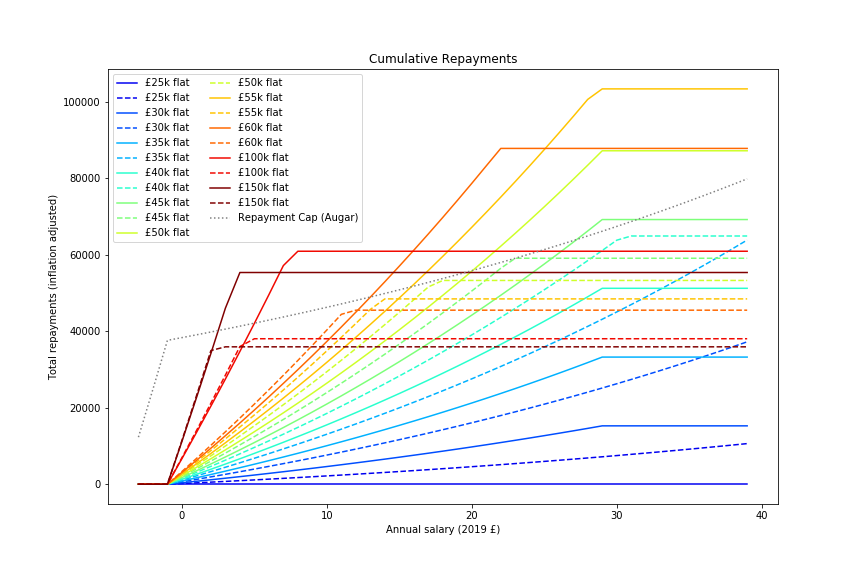 Cumulative Repayments
£25k flat
£25k flat
£30k flat
£30k flat
£35k flat
£35k flat
£40k flat
£40k flat
£45k flat
£45k flat
£50k flat
£50k flat
£55k flat
£55k flat
£60k flat
£60k flat
£100k flat
£100k flat
£150k flat
£150k flat
Repayment Cap (Augar)
Total repayments (inflation adjusted)
100000
80000
60000
40000
20000
0
0
10
20
30
40
Annual salary (2019 £)